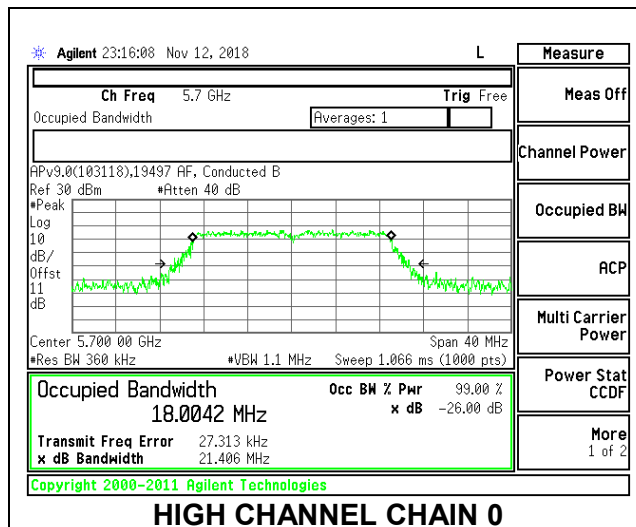 Agilent 23:16:08 Nov 12, 2018 L
Measure
Ch Freq 5.7 GHz Trig Free
Occupied Bandwidth Averages: 1
Meas Off
Channel Power
Occupied BW
ACP
Multi Carrier
Power
Power Stat
CCDF
More
1 of 2
APv9.0(103118),19497 AF, Conducted B
Ref 30 dBm #Atten 40 dB
#Peak
Log
10
dB/
Offst
11
dB
Center 5.700 00 GHz Span 40 MHz
#Res BW 360 kHz #VBW 1.1 MHz Sweep 1.066 ms (1000 pts)
Occupied Bandwidth Occ BW % Pwr 99.00 %
18.0042 MHz x dB -26.00 dB
Transmit Freq Error 27.313 kHz
x dB Bandwidth 21.406 MHz
Copyright 2000-2011 Agilent Technologies
HIGH CHANNEL CHAIN 0